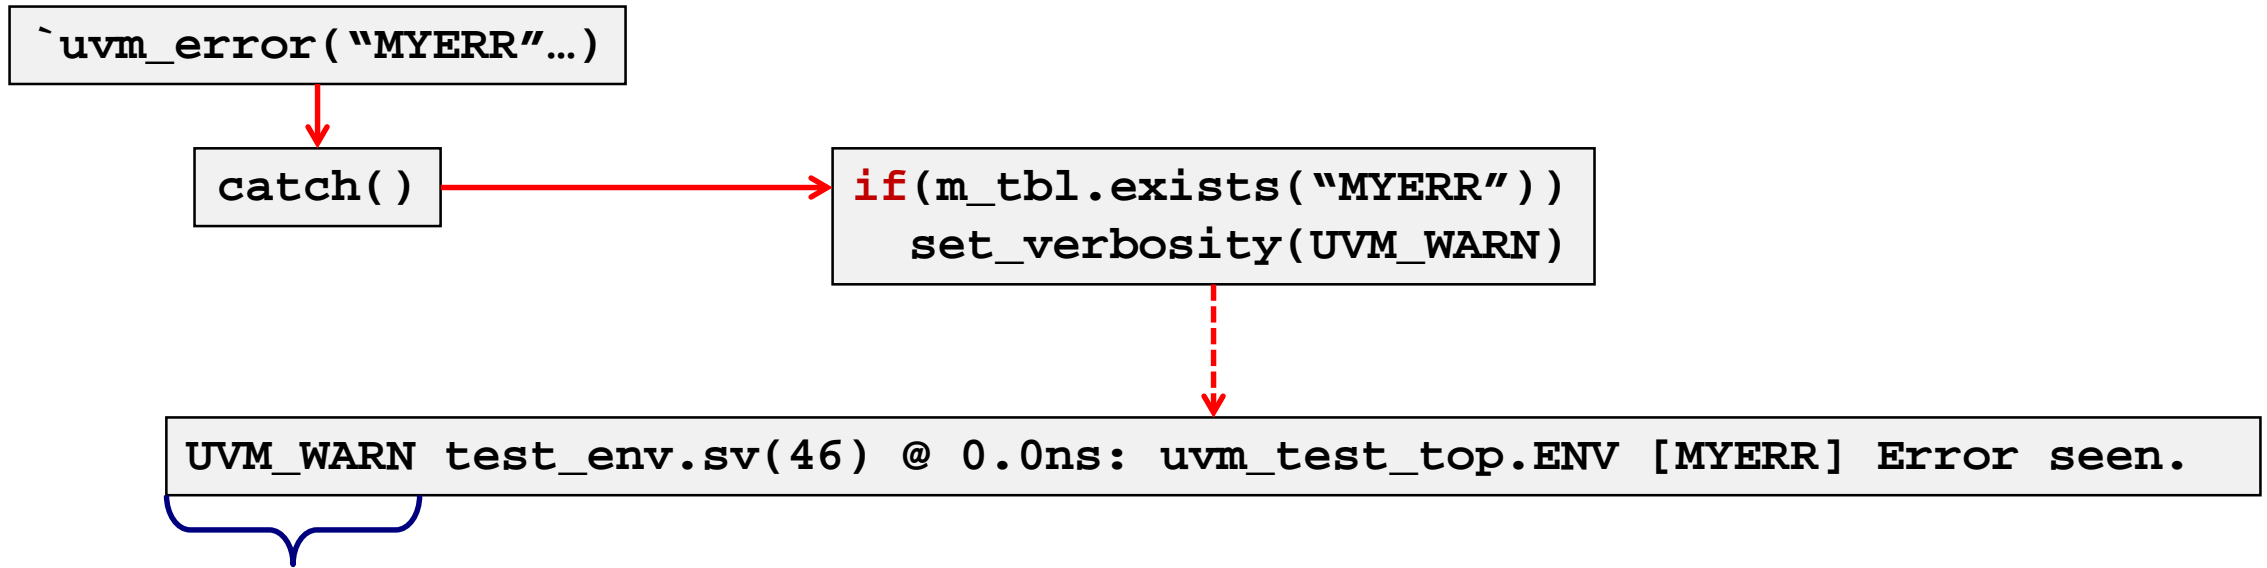 `uvm_error(“MYERR”…)
catch()
if(m_tbl.exists(“MYERR”))
set_verbosity(UVM_WARN)
UVM_WARN test_env.sv(46) @ 0.0ns: uvm_test_top.ENV [MYERR] Error seen.